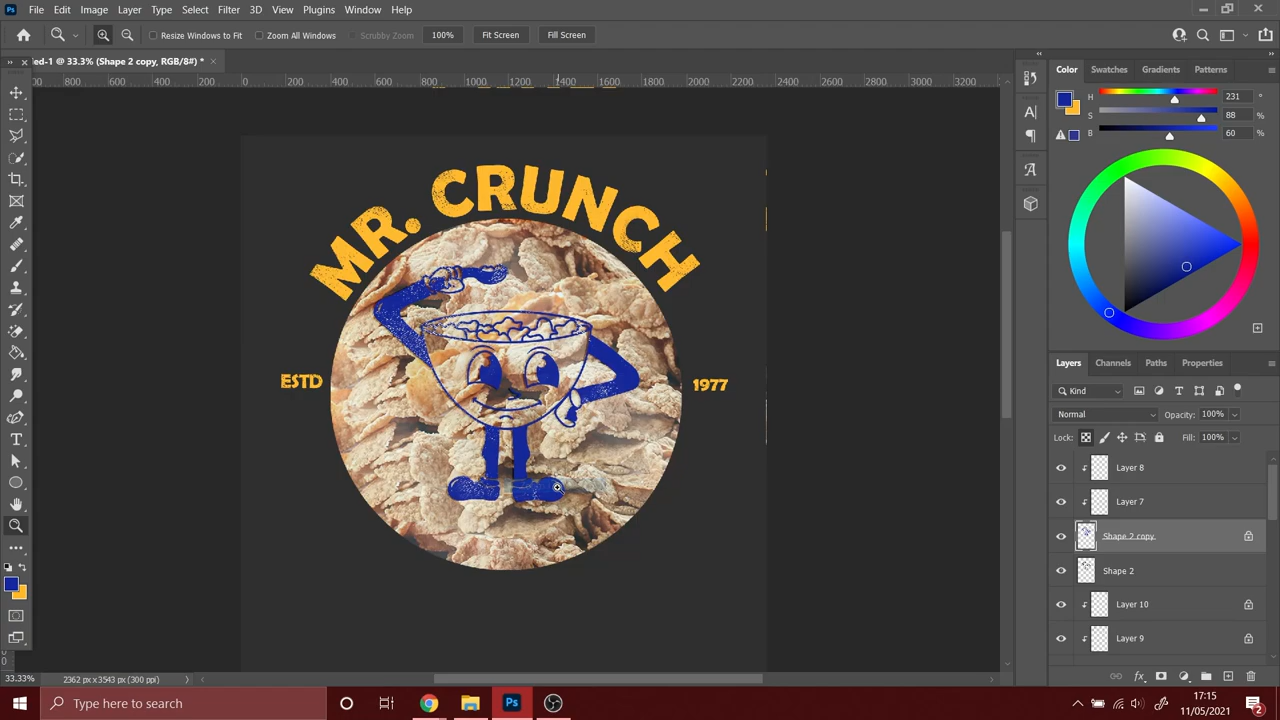 Ps File Edit Image Layer Type Select Filter 3D View Plugins Window Help
Resize Windows to Fit Zoom All Windows Scrubby Zoom 100% Fit Screen Fill Screen
ed-1 @ 33.3% (Shape 2 copy, RGB/8#) *
800 600 400 200 0 200 400 600 800 1000 1200 1400 1600 1800 2000 2200 2400 2600 2800 3000 3200
Color Swatches Gradients Patterns
H 231 °
S 88 %
B 60 %
MR. CRUNCH
ESTD
1977
Layers Channels Paths Properties
Kind
Normal Opacity: 100%
Lock: Fill: 100%
Layer 8
Layer 7
Shape 2 copy
Shape 2
Layer 10
Layer 9
33.33% 2362 px x 3543 px (300 ppi)
Type here to search
Ps
17:15
11/05/2021
2